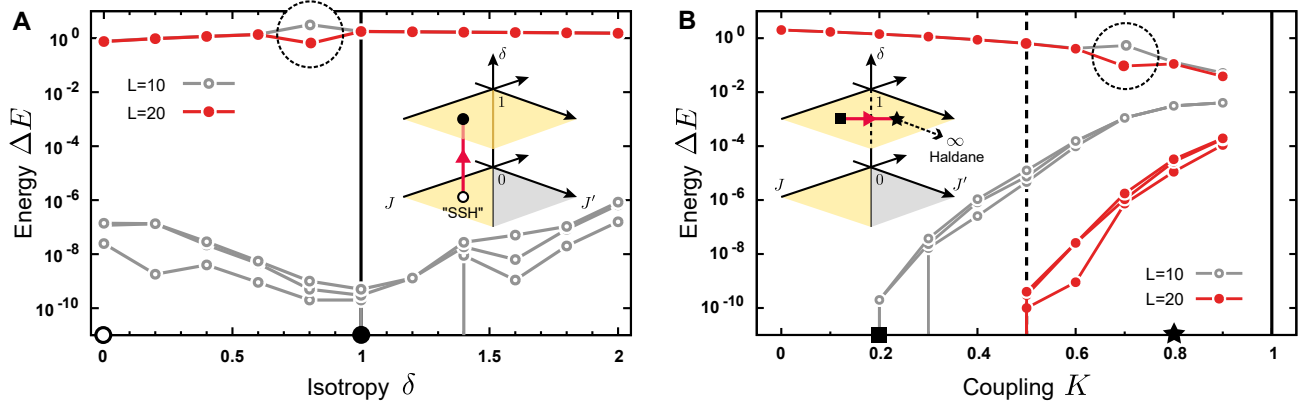 A
Energy ΔE
10^0
10^-2
10^-4
10^-6
10^-8
10^-10
L=10
L=20
δ
1
0
J
J′
"SSH"
0
0.5
1
1.5
2
Isotropy δ
B
Energy ΔE
10^0
10^-2
10^-4
10^-6
10^-8
10^-10
δ
1
∞
Haldane
0
J
J′
L=10
L=20
0
0.2
0.4
0.6
0.8
1
Coupling K